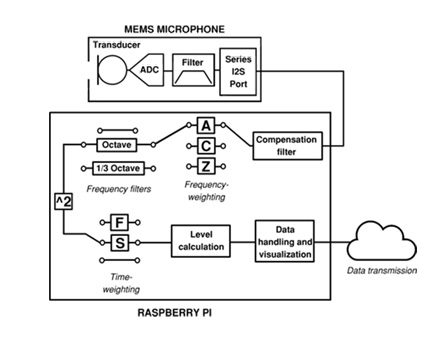 MEMS MICROPHONE
Transducer
ADC
Filter
Series
I2S
Port
A
C
Z
Octave
1/3 Octave
Frequency filters
Frequency-
weighting
Compensation
filter
^2
F
S
Time-
weighting
Level
calculation
Data
handling and
visualization
Data transmission
RASPBERRY PI